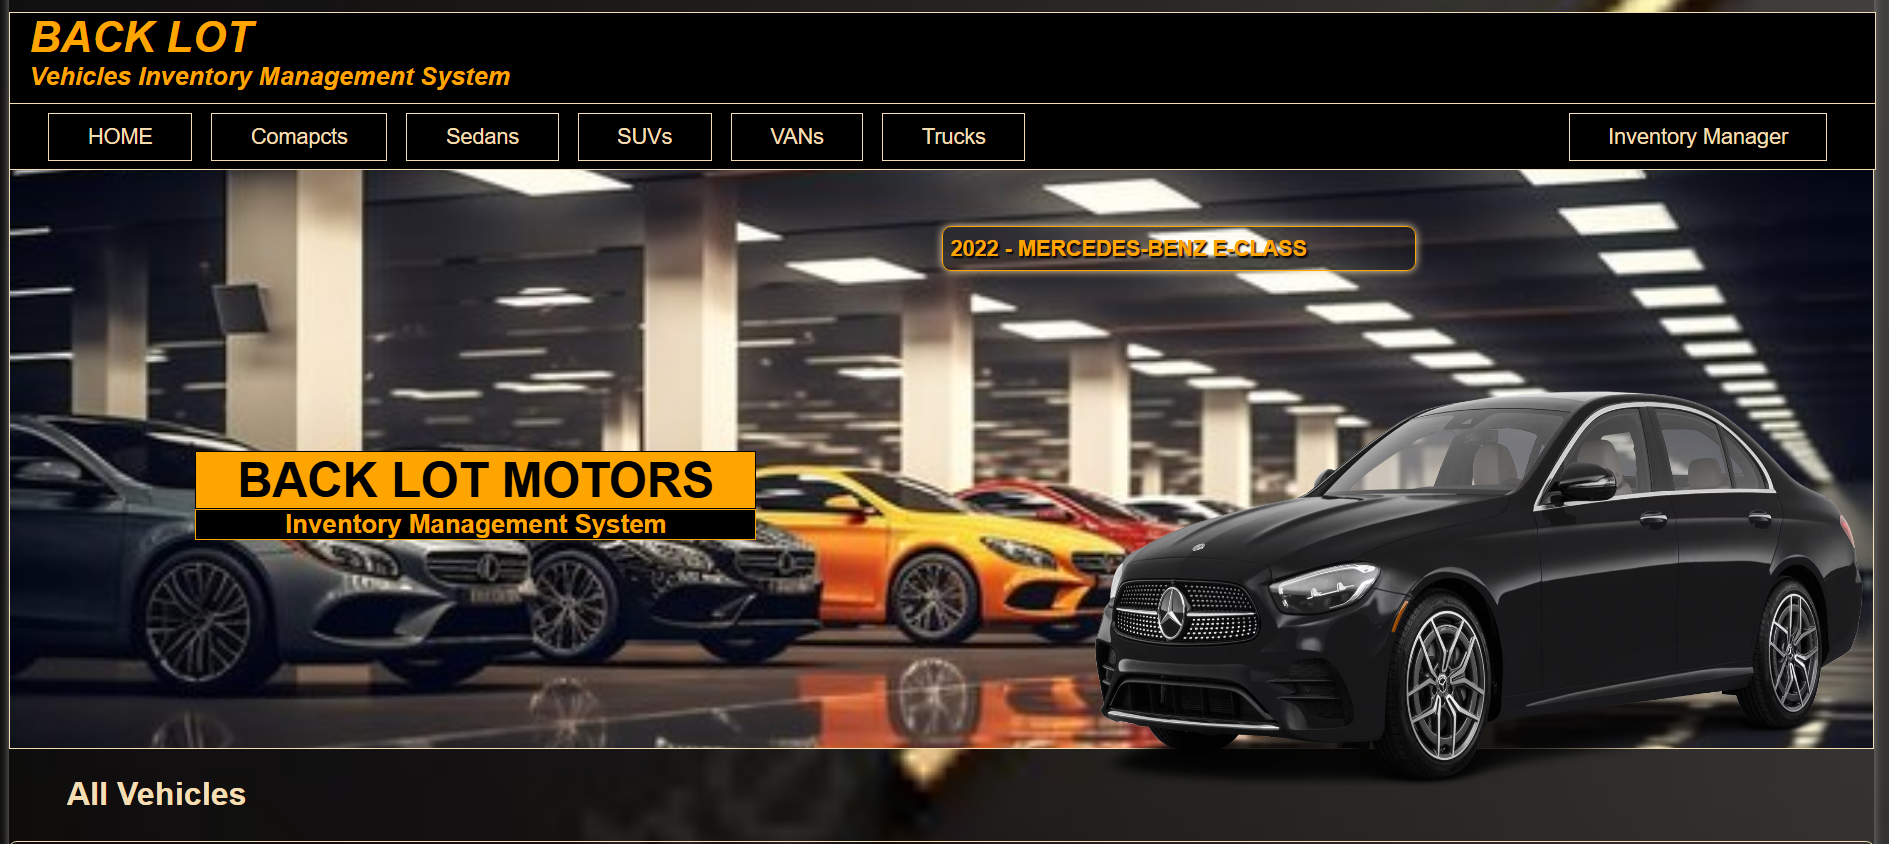 BACK LOT
Vehicles Inventory Management System
HOME
Comapcts
Sedans
SUVs
VANs
Trucks
Inventory Manager
2022 - MERCEDES-BENZ E-CLASS
BACK LOT MOTORS
Inventory Management System
All Vehicles